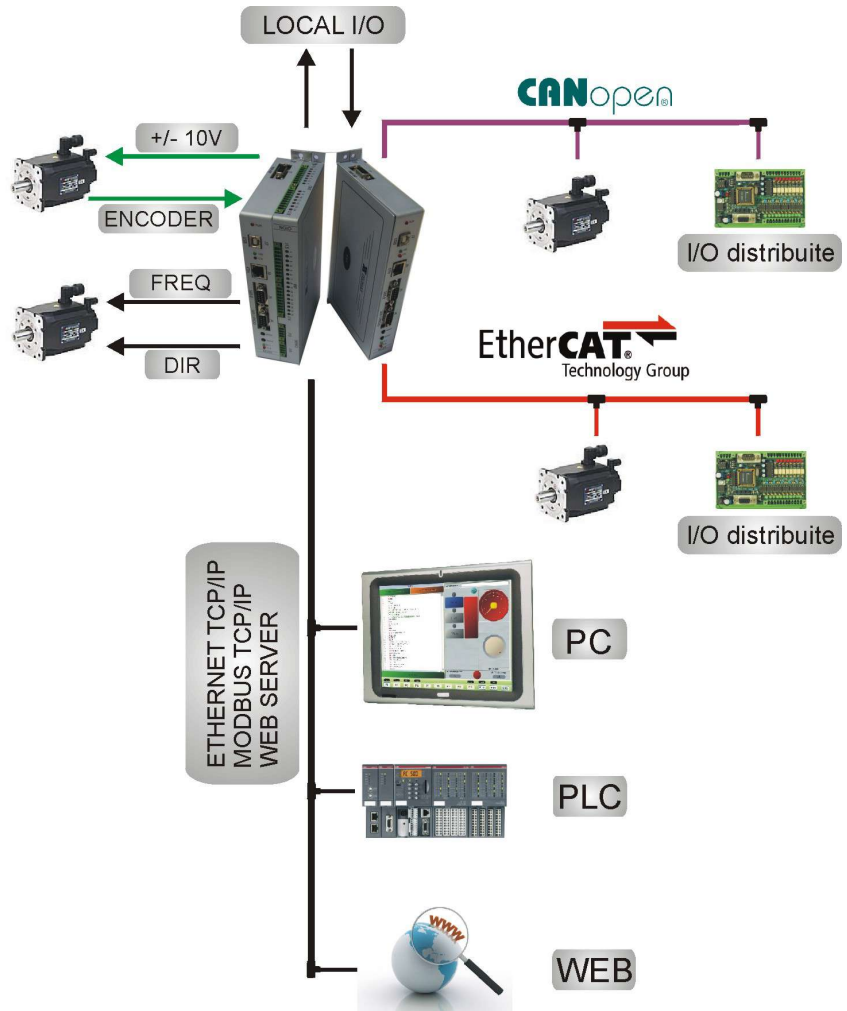 LOCAL I/O
CANopen®
+/- 10V
ENCODER
I/O distribuite
FREQ
DIR
EtherCAT®
Technology Group
I/O distribuite
ETHERNET TCP/IP
MODBUS TCP/IP
WEB SERVER
PC
PLC
WWW
WEB